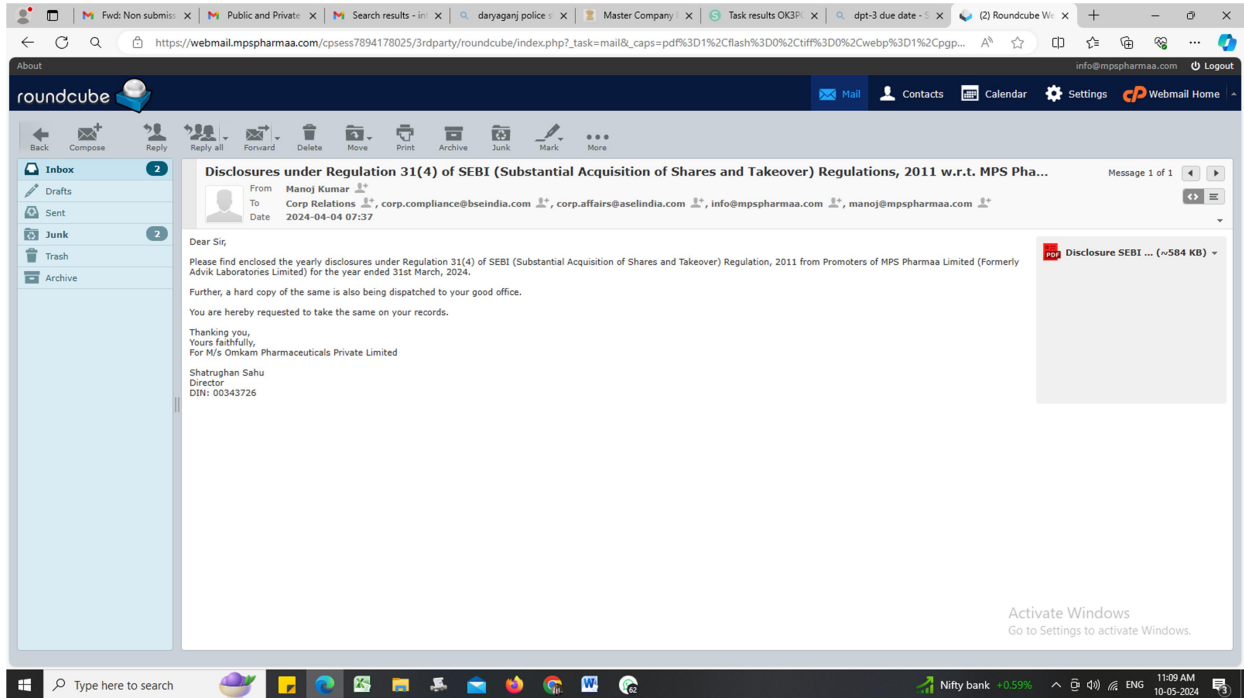 Fwd: Non submiss
Public and Private
Search results - in
daryaganj police s
Master Company
Task results OK3P
dpt-3 due date - S
(2) Roundcube We
https://webmail.mpspharmaa.com/cpsess7894178025/3rdparty/roundcube/index.php?_task=mail&_caps=pdf%3D1%2Cflash%3D0%2Ctiff%3D0%2Cwebp%3D1%2Cpgp...
About
info@mpspharmaa.com Logout
roundcube
Mail Contacts Calendar Settings cP Webmail Home
Back Compose Reply Reply all Forward Delete Move Print Archive Junk Mark More
Inbox 2
Drafts
Sent
Junk 2
Trash
Archive
Disclosures under Regulation 31(4) of SEBI (Substantial Acquisition of Shares and Takeover) Regulations, 2011 w.r.t. MPS Pha...
Message 1 of 1
From Manoj Kumar
To Corp Relations , corp.compliance@bseindia.com , corp.affairs@aselindia.com , info@mpspharmaa.com , manoj@mpspharmaa.com
Date 2024-04-04 07:37
Dear Sir,
Please find enclosed the yearly disclosures under Regulation 31(4) of SEBI (Substantial Acquisition of Shares and Takeover) Regulation, 2011 from Promoters of MPS Pharmaa Limited (Formerly
Advik Laboratories Limited) for the year ended 31st March, 2024.
Further, a hard copy of the same is also being dispatched to your good office.
You are hereby requested to take the same on your records.
Thanking you,
Yours faithfully,
For M/s Omkam Pharmaceuticals Private Limited
Shatrughan Sahu
Director
DIN: 00343726
PDF Disclosure SEBI ... (~584 KB)
Activate Windows
Go to Settings to activate Windows.
Type here to search
Nifty bank +0.59%
ENG
11:09 AM
10-05-2024